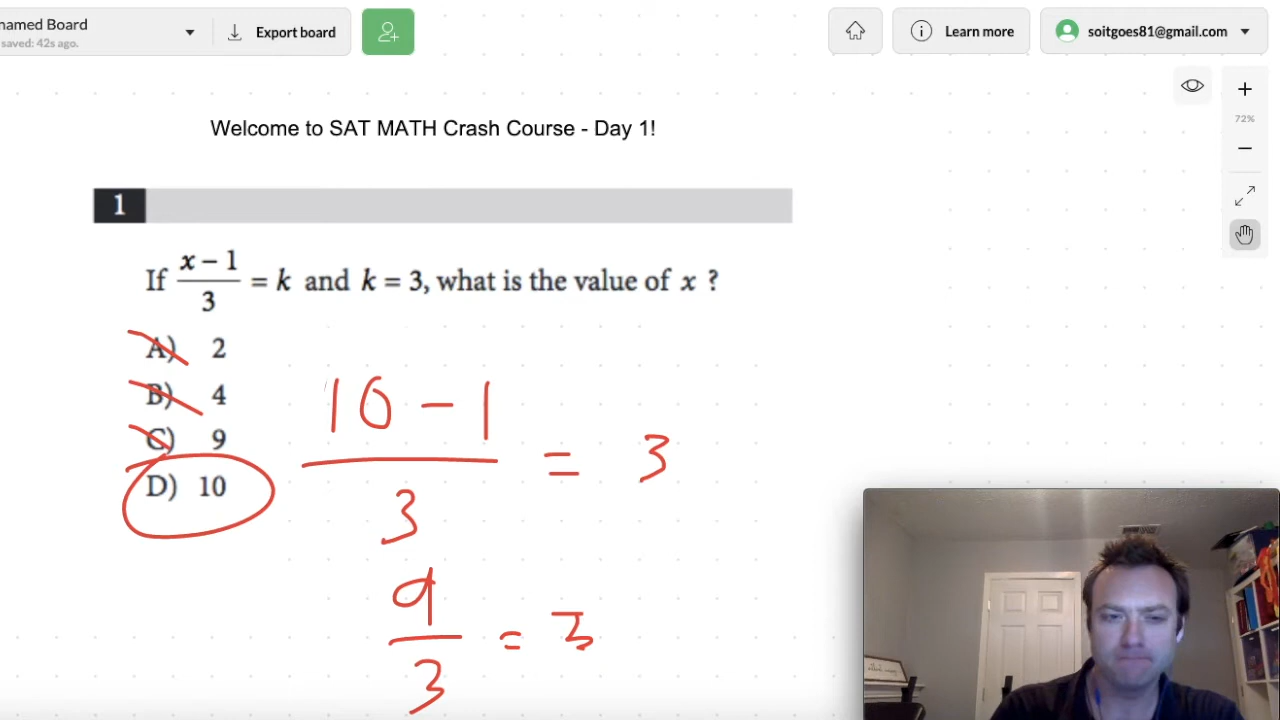 named Board
saved: 42s ago.
Export board
Learn more
soitgoes81@gmail.com
72%
Welcome to SAT MATH Crash Course - Day 1!
1
If (x − 1)/3 = k and k = 3, what is the value of x ?
A) 2
B) 4
C) 9
D) 10
10 − 1
3
= 3
9
3
= 3